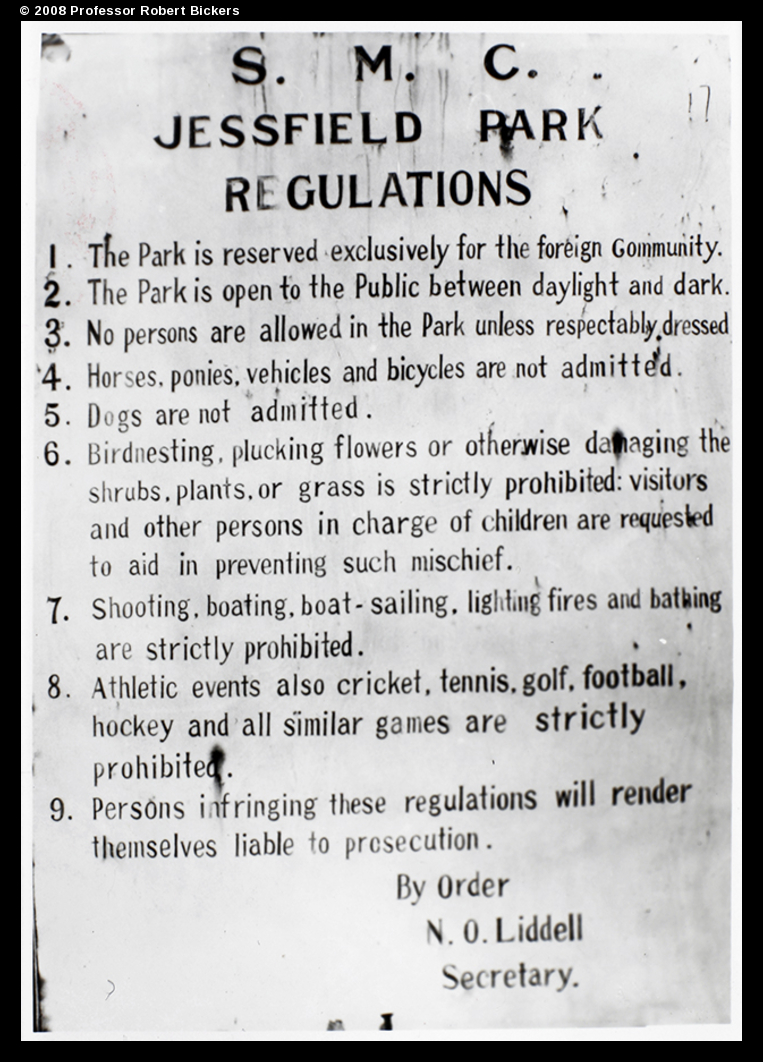 © 2008 Professor Robert Bickers
S. M. C.
JESSFIELD PARK
REGULATIONS
1. The Park is reserved exclusively for the foreign Community.
2. The Park is open to the Public between daylight and dark.
3. No persons are allowed in the Park unless respectably dressed
4. Horses, ponies, vehicles and bicycles are not admitted.
5. Dogs are not admitted.
6. Birdnesting, plucking flowers or otherwise damaging the
shrubs, plants, or grass is strictly prohibited: visitors
and other persons in charge of children are requested
to aid in preventing such mischief.
7. Shooting, boating, boat-sailing, lighting fires and bathing
are strictly prohibited.
8. Athletic events also cricket, tennis, golf, football,
hockey and all similar games are strictly
prohibited.
9. Persons infringing these regulations will render
themselves liable to prosecution.
By Order
N. O. Liddell
Secretary.